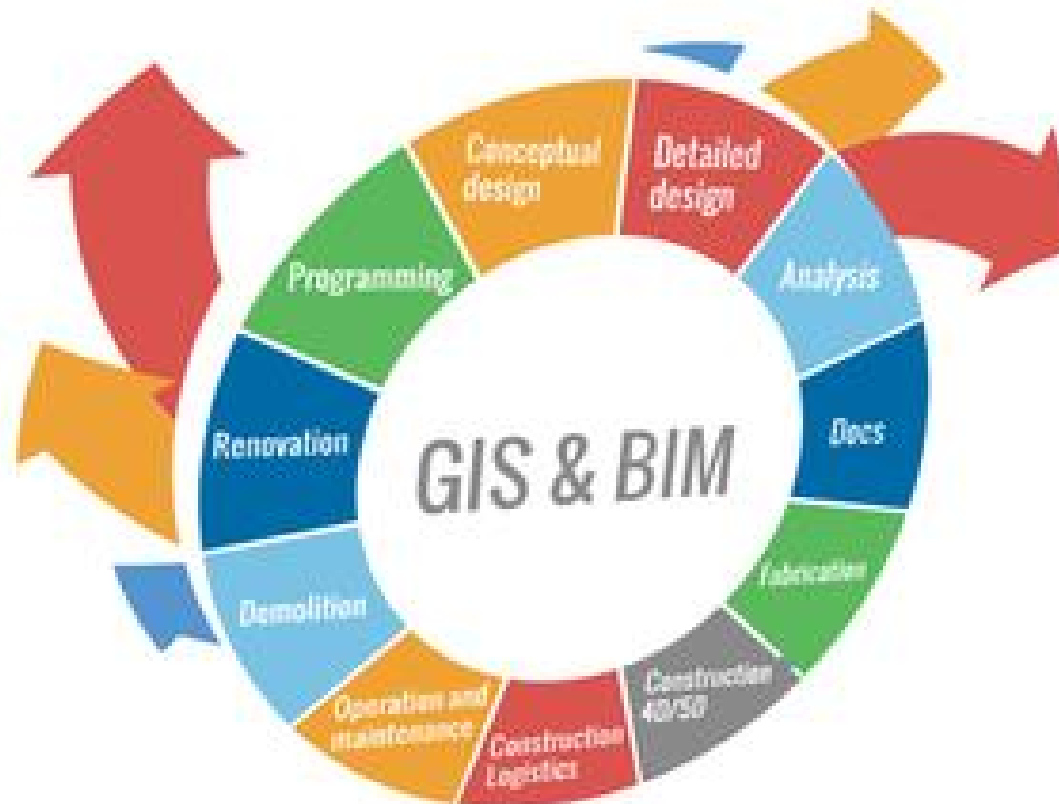 Conceptual
design
Detailed
design
Analysis
Docs
Fabrication
Construction
4D/5D
Construction
Logistics
Operation and
maintenance
Demolition
Renovation
Programming
GIS & BIM